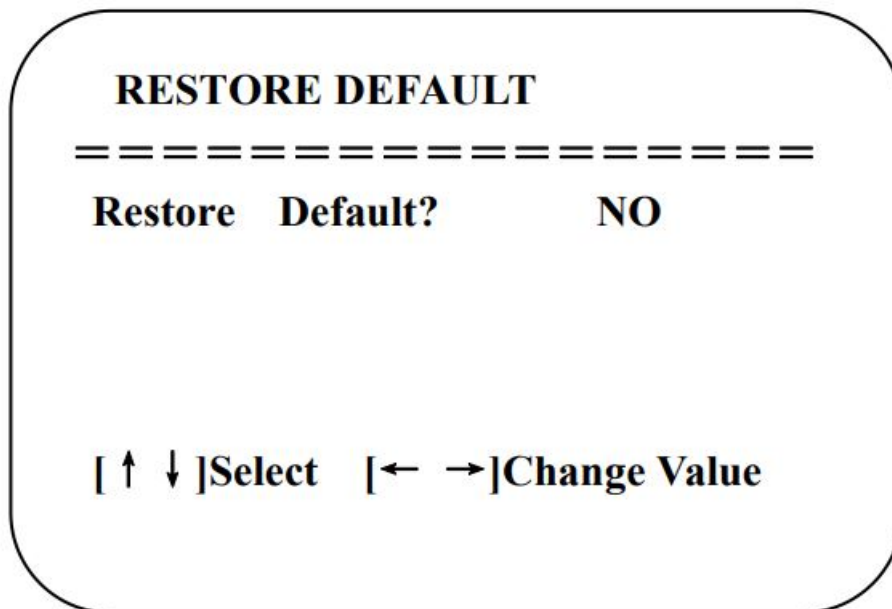 RESTORE DEFAULT
=================
Restore Default? NO
[ ↑ ↓ ]Select [← →]Change Value